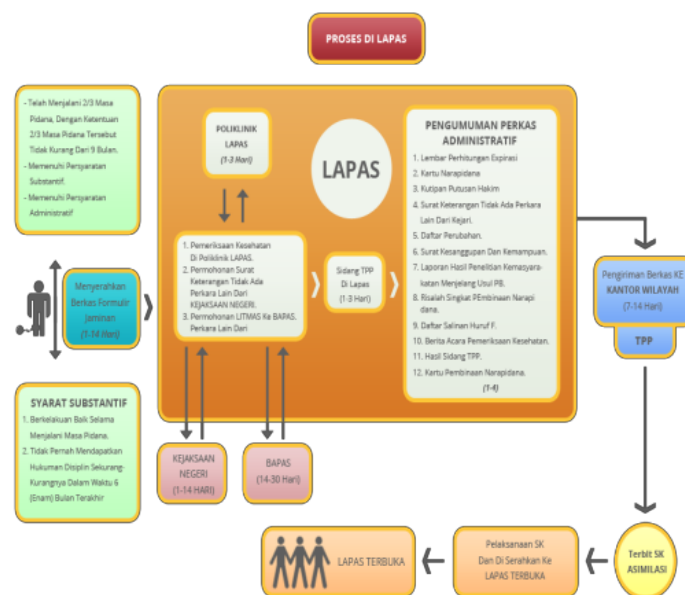 PROSES DI LAPAS
- Telah Menjalani 2/3 Masa
Pidana, Dengan Ketentuan
2/3 Masa Pidana Tersebut
Tidak Kurang Dari 9 Bulan.
- Memenuhi Persyaratan
Substantif.
- Memenuhi Persyaratan
Administratif
Menyerahkan
Berkas Formulir
Jaminan
(1-14 Hari)
SYARAT SUBSTANTIF
1. Berkelakuan Baik Selama
Menjalani Masa Pidana.
2. Tidak Pernah Mendapatkan
Hukuman Disiplin Sekurang-
Kurangnya Dalam Waktu 6
(Enam) Bulan Terakhir
POLIKLINIK
LAPAS
(1-3 Hari)
LAPAS
1. Pemeriksaan Kesehatan
Di Poliklinik LAPAS.
2. Permohonan Surat
Keterangan Tidak Ada
Perkara Lain Dari
KEJAKSAAN NEGERI.
3. Permohonan LITMAS Ke BAPAS.
Perkara Lain Dari
Sidang TPP
Di Lapas
(1-3 Hari)
PENGUMUMAN PERKAS
ADMINISTRATIF
1. Lembar Perhitungan Expirasi
2. Kartu Narapidana
3. Kutipan Putusan Hakim
4. Surat Keterangan Tidak Ada Perkara
Lain Dari Kejari.
5. Daftar Perubahan.
6. Surat Kesanggupan Dan Kemampuan.
7. Laporan Hasil Penelitian Kemasyara-
katan Menjelang Usul PB.
8. Risalah Singkat PEmbinaan Narapi
dana.
9. Daftar Salinan Huruf F.
10. Berita Acara Pemeriksaan Kesehatan.
11. Hasil Sidang TPP.
12. Kartu Pembinaan Narapidana.
(1-4)
KEJAKSAAN
NEGERI
(1-14 HARI)
BAPAS
(14-30 Hari)
Pengiriman Berkas KE
KANTOR WILAYAH
(7-14 Hari)
TPP
Terbit SK
ASIMILASI
Pelaksanaan SK
Dan Di Serahkan Ke
LAPAS TERBUKA
LAPAS TERBUKA